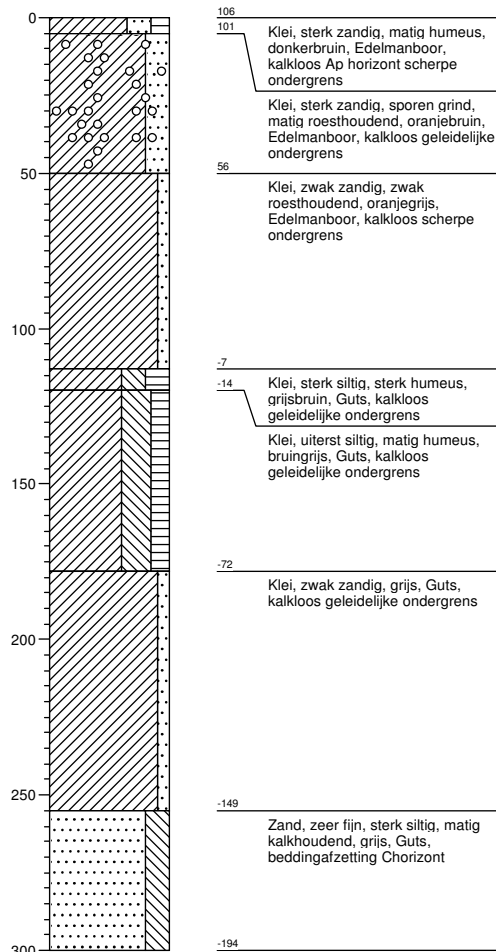 0
50
100
150
200
250
300
106
101
Klei, sterk zandig, matig humeus,
donkerbruin, Edelmanboor,
kalkloos Ap horizont scherpe
ondergrens
Klei, sterk zandig, sporen grind,
matig roesthoudend, oranjebruin,
Edelmanboor, kalkloos geleidelijke
ondergrens
56
Klei, zwak zandig, zwak
roesthoudend, oranjegrijs,
Edelmanboor, kalkloos scherpe
ondergrens
-7
-14
Klei, sterk siltig, sterk humeus,
grijsbruin, Guts, kalkloos
geleidelijke ondergrens
Klei, uiterst siltig, matig humeus,
bruingrijs, Guts, kalkloos
geleidelijke ondergrens
-72
Klei, zwak zandig, grijs, Guts,
kalkloos geleidelijke ondergrens
-149
Zand, zeer fijn, sterk siltig, matig
kalkhoudend, grijs, Guts,
beddingafzetting Chorizont
-194